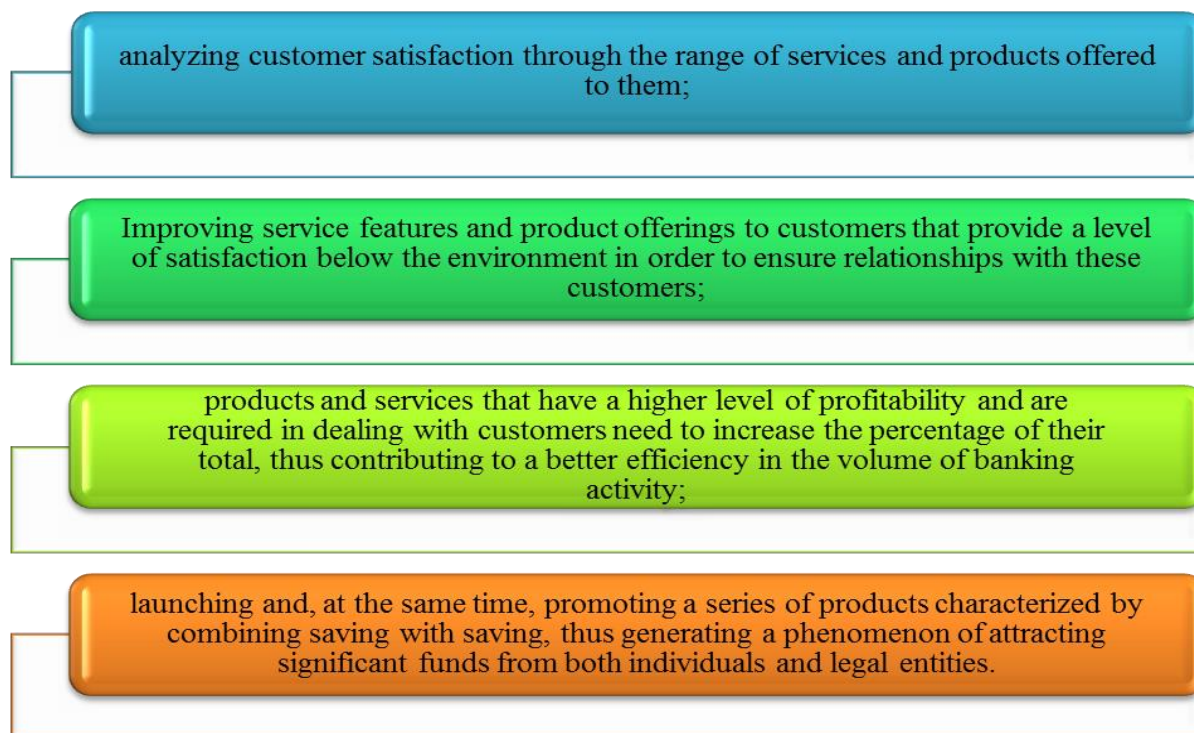 analyzing customer satisfaction through the range of services and products offered
to them;
Improving service features and product offerings to customers that provide a level
of satisfaction below the environment in order to ensure relationships with these
customers;
products and services that have a higher level of profitability and are
required in dealing with customers need to increase the percentage of their
total, thus contributing to a better efficiency in the volume of banking
activity;
launching and, at the same time, promoting a series of products characterized by
combining saving with saving, thus generating a phenomenon of attracting
significant funds from both individuals and legal entities.